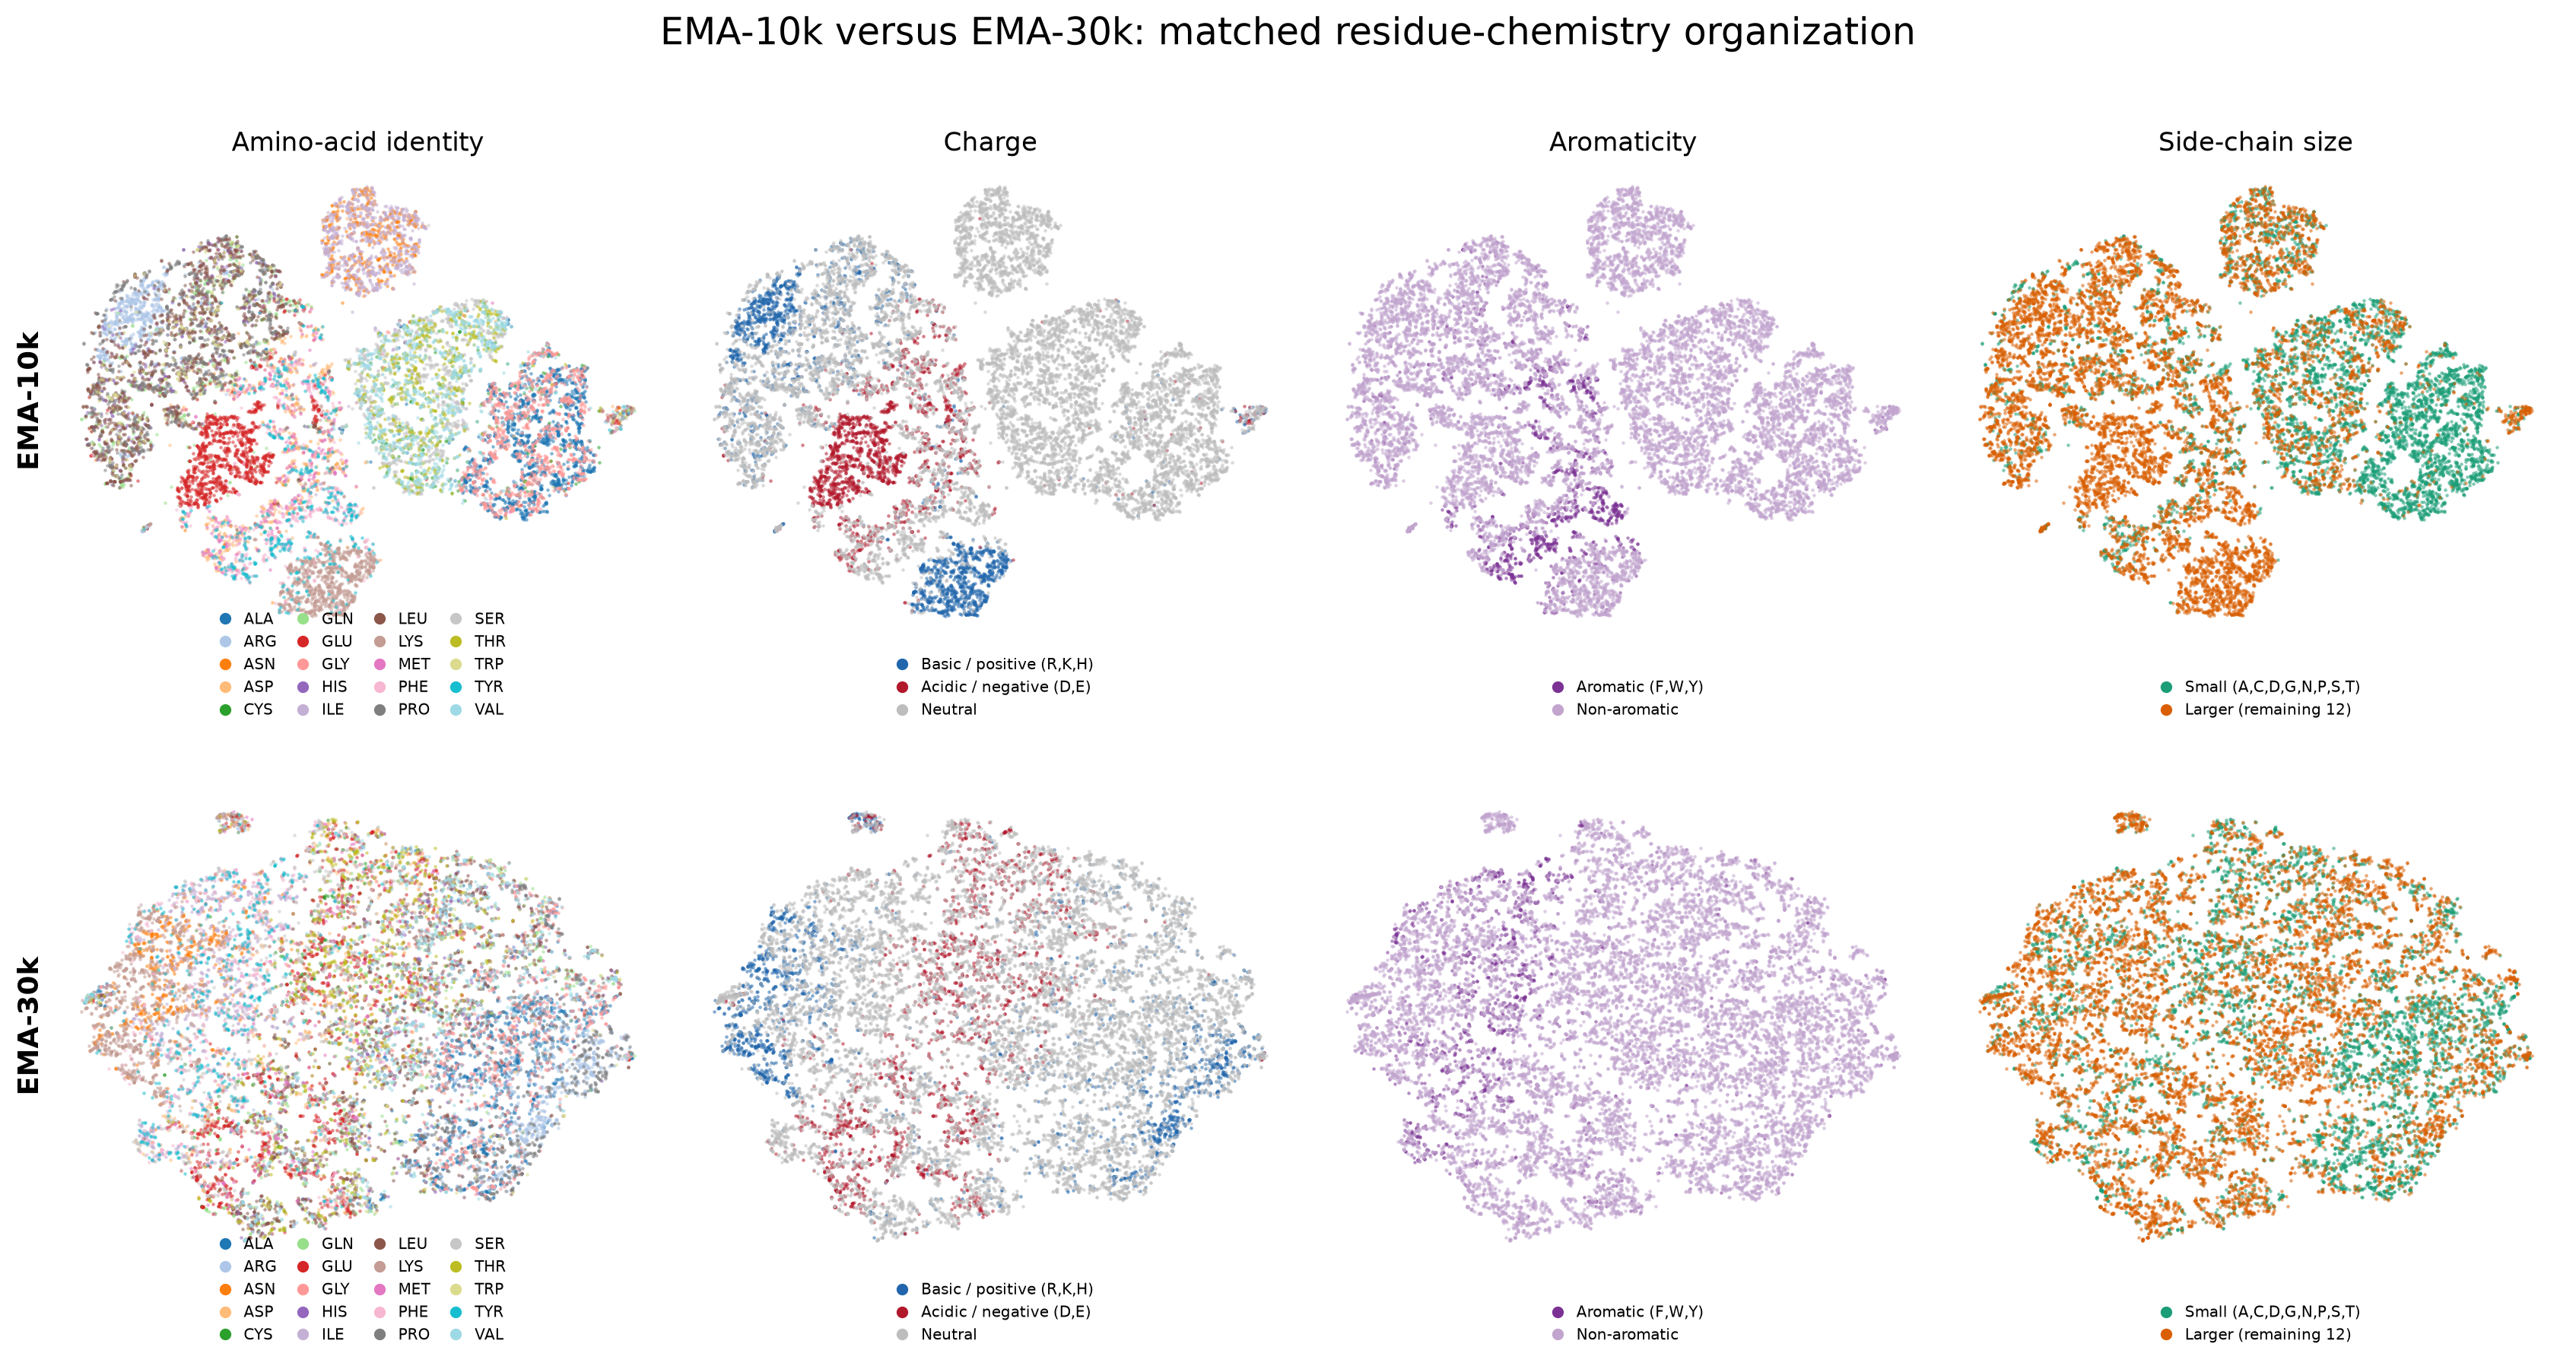 EMA-10k versus EMA-30k: matched residue-chemistry organization
Amino-acid identity
Charge
Aromaticity
Side-chain size
EMA-10k
ALA GLN LEU SER
ARG GLU LYS THR
ASN GLY MET TRP
ASP HIS PHE TYR
CYS ILE PRO VAL
Basic / positive (R,K,H)
Acidic / negative (D,E)
Neutral
Aromatic (F,W,Y)
Non-aromatic
Small (A,C,D,G,N,P,S,T)
Larger (remaining 12)
EMA-30k
ALA GLN LEU SER
ARG GLU LYS THR
ASN GLY MET TRP
ASP HIS PHE TYR
CYS ILE PRO VAL
Basic / positive (R,K,H)
Acidic / negative (D,E)
Neutral
Aromatic (F,W,Y)
Non-aromatic
Small (A,C,D,G,N,P,S,T)
Larger (remaining 12)